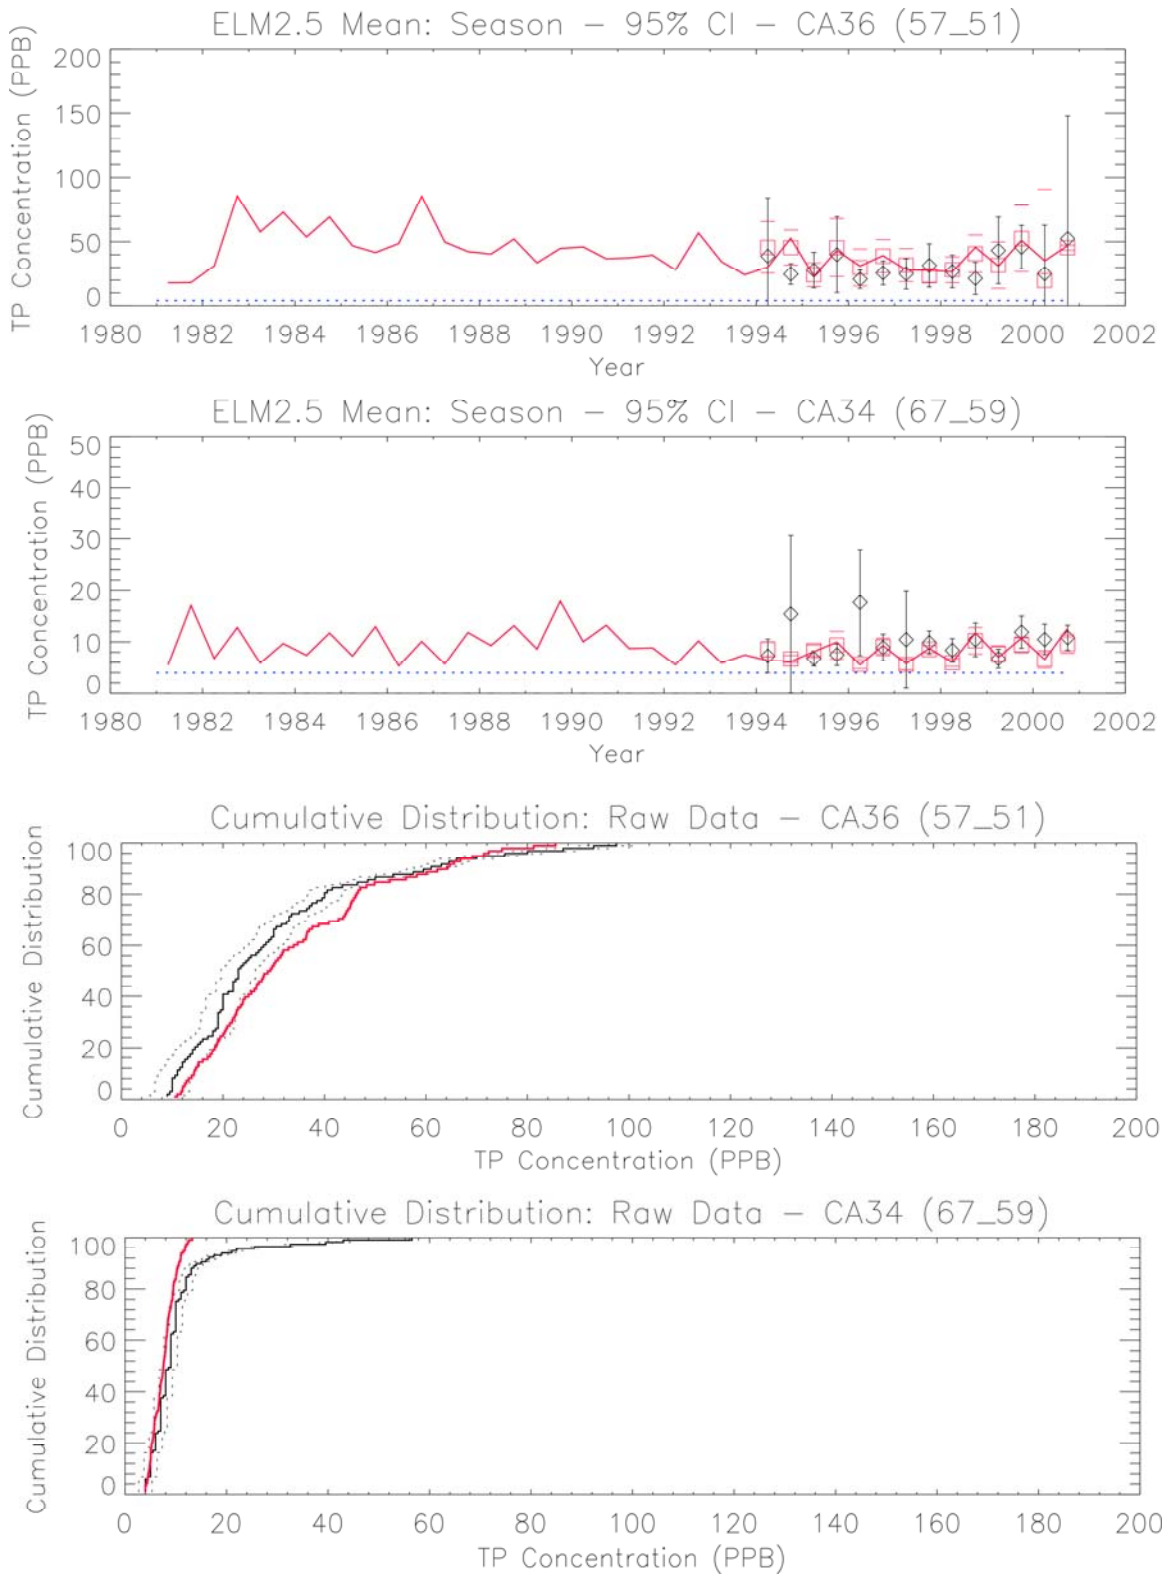 ELM2.5 Mean: Season – 95% CI – CA36 (57_51)
TP Concentration (PPB)
200
150
100
50
0
1980 1982 1984 1986 1988 1990 1992 1994 1996 1998 2000 2002
Year
ELM2.5 Mean: Season – 95% CI – CA34 (67_59)
TP Concentration (PPB)
50
40
30
20
10
0
1980 1982 1984 1986 1988 1990 1992 1994 1996 1998 2000 2002
Year
Cumulative Distribution: Raw Data – CA36 (57_51)
Cumulative Distribution
100
80
60
40
20
0
0 20 40 60 80 100 120 140 160 180 200
TP Concentration (PPB)
Cumulative Distribution: Raw Data – CA34 (67_59)
Cumulative Distribution
100
80
60
40
20
0
0 20 40 60 80 100 120 140 160 180 200
TP Concentration (PPB)